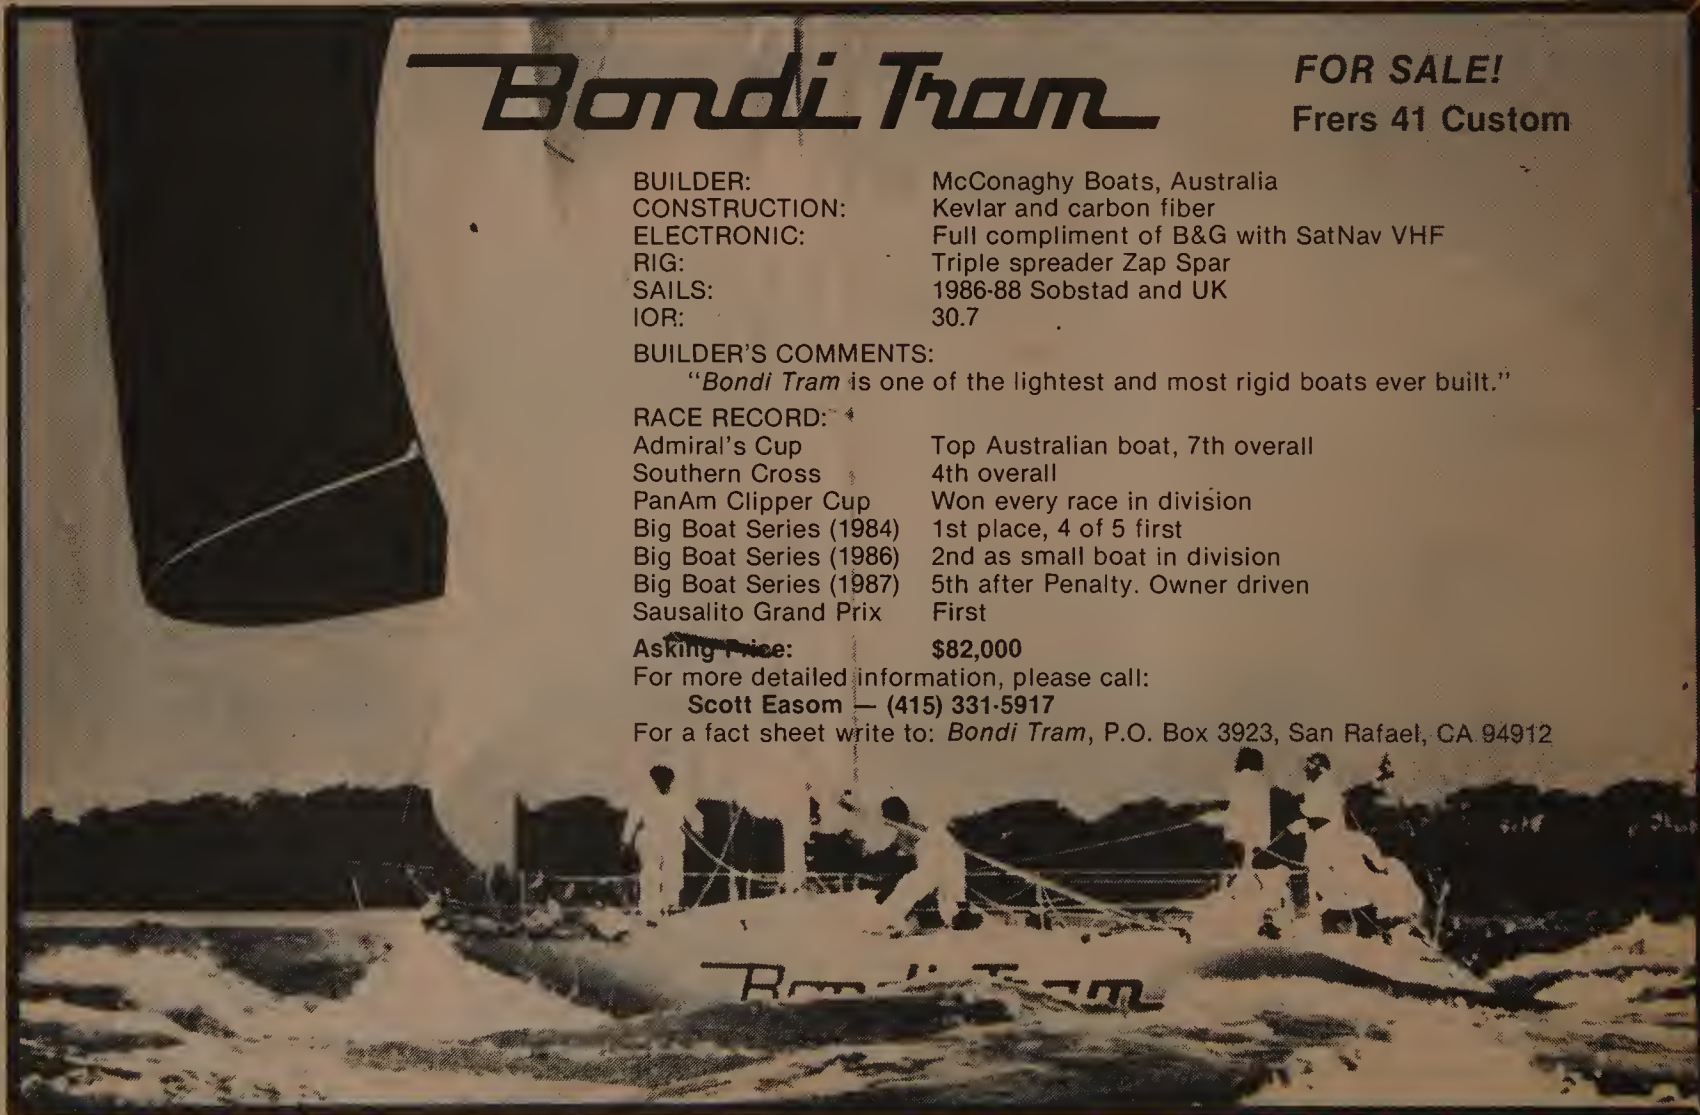 Bondi Tram
FOR SALE!
Frers 41 Custom
BUILDER: McConaghy Boats, Australia
CONSTRUCTION: Kevlar and carbon fiber
ELECTRONIC: Full compliment of B&G with SatNav VHF
RIG: Triple spreader Zap Spar
SAILS: 1986-88 Sobstad and UK
IOR: 30.7
BUILDER'S COMMENTS:
"Bondi Tram is one of the lightest and most rigid boats ever built."
RACE RECORD:
Admiral's Cup Top Australian boat, 7th overall
Southern Cross 4th overall
PanAm Clipper Cup Won every race in division
Big Boat Series (1984) 1st place, 4 of 5 first
Big Boat Series (1986) 2nd as small boat in division
Big Boat Series (1987) 5th after Penalty. Owner driven
Sausalito Grand Prix First
Asking Price: $82,000
For more detailed information, please call:
Scott Easom — (415) 331-5917
For a fact sheet write to: Bondi Tram, P.O. Box 3923, San Rafael, CA 94912
Bondi Tram